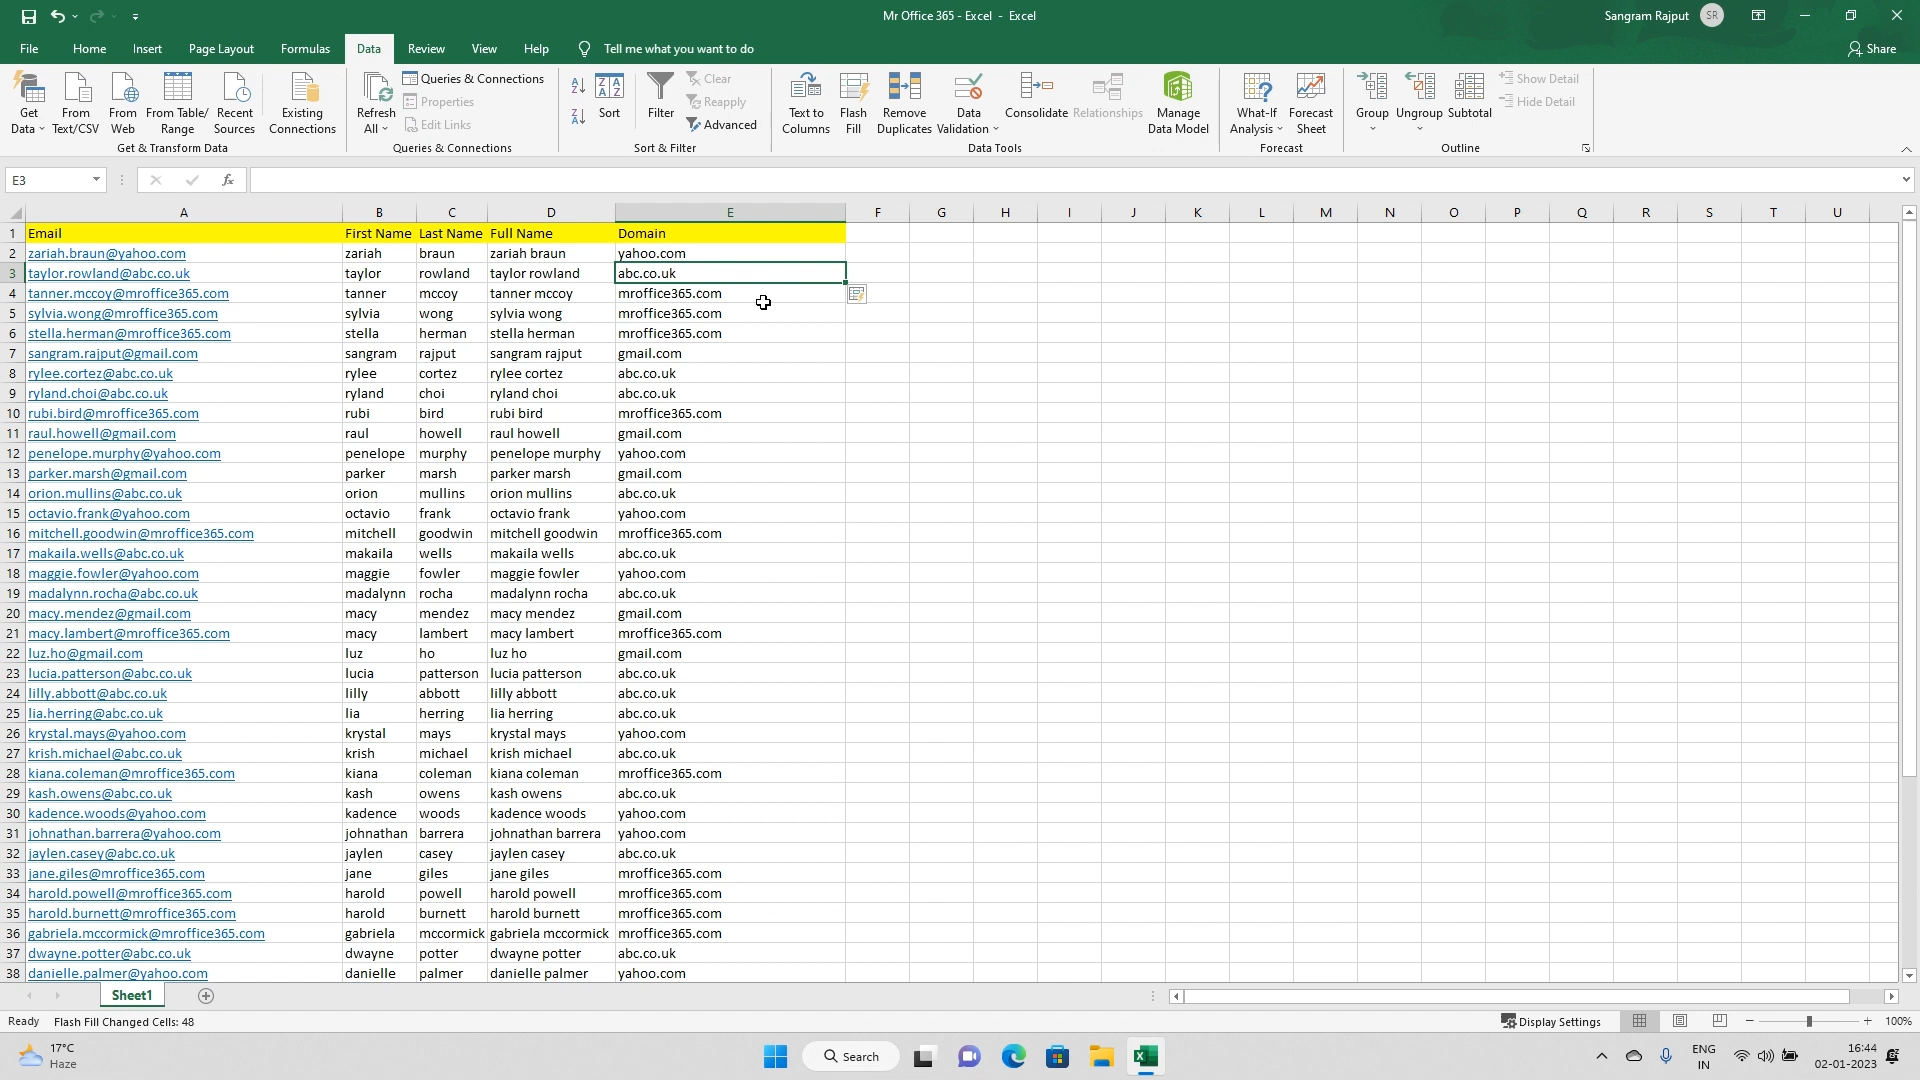 Mr Office 365 - Excel - Excel
Sangram Rajput SR
File Home Insert Page Layout Formulas Data Review View Help Tell me what you want to do Share
Get Data From Text/CSV From Web From Table/ Range Recent Sources Existing Connections
Get & Transform Data
Refresh All Queries & Connections
Properties
Edit Links
Queries & Connections
Sort Filter Clear
Reapply
Advanced
Sort & Filter
Text to Columns Flash Fill Remove Duplicates Data Validation Consolidate Relationships Manage Data Model
Data Tools
What-If Analysis Forecast Sheet
Forecast
Group Ungroup Subtotal Show Detail
Hide Detail
Outline
E3 fx
A B C D E F G H I J K L M N O P Q R S T U
1 Email First Name Last Name Full Name Domain
2 zariah.braun@yahoo.com zariah braun zariah braun yahoo.com
3 taylor.rowland@abc.co.uk taylor rowland taylor rowland abc.co.uk
4 tanner.mccoy@mroffice365.com tanner mccoy tanner mccoy mroffice365.com
5 sylvia.wong@mroffice365.com sylvia wong sylvia wong mroffice365.com
6 stella.herman@mroffice365.com stella herman stella herman mroffice365.com
7 sangram.rajput@gmail.com sangram rajput sangram rajput gmail.com
8 rylee.cortez@abc.co.uk rylee cortez rylee cortez abc.co.uk
9 ryland.choi@abc.co.uk ryland choi ryland choi abc.co.uk
10 rubi.bird@mroffice365.com rubi bird rubi bird mroffice365.com
11 raul.howell@gmail.com raul howell raul howell gmail.com
12 penelope.murphy@yahoo.com penelope murphy penelope murphy yahoo.com
13 parker.marsh@gmail.com parker marsh parker marsh gmail.com
14 orion.mullins@abc.co.uk orion mullins orion mullins abc.co.uk
15 octavio.frank@yahoo.com octavio frank octavio frank yahoo.com
16 mitchell.goodwin@mroffice365.com mitchell goodwin mitchell goodwin mroffice365.com
17 makaila.wells@abc.co.uk makaila wells makaila wells abc.co.uk
18 maggie.fowler@yahoo.com maggie fowler maggie fowler yahoo.com
19 madalynn.rocha@abc.co.uk madalynn rocha madalynn rocha abc.co.uk
20 macy.mendez@gmail.com macy mendez macy mendez gmail.com
21 macy.lambert@mroffice365.com macy lambert macy lambert mroffice365.com
22 luz.ho@gmail.com luz ho luz ho gmail.com
23 lucia.patterson@abc.co.uk lucia patterson lucia patterson abc.co.uk
24 lilly.abbott@abc.co.uk lilly abbott lilly abbott abc.co.uk
25 lia.herring@abc.co.uk lia herring lia herring abc.co.uk
26 krystal.mays@yahoo.com krystal mays krystal mays yahoo.com
27 krish.michael@abc.co.uk krish michael krish michael abc.co.uk
28 kiana.coleman@mroffice365.com kiana coleman kiana coleman mroffice365.com
29 kash.owens@abc.co.uk kash owens kash owens abc.co.uk
30 kadence.woods@yahoo.com kadence woods kadence woods yahoo.com
31 johnathan.barrera@yahoo.com johnathan barrera johnathan barrera yahoo.com
32 jaylen.casey@abc.co.uk jaylen casey jaylen casey abc.co.uk
33 jane.giles@mroffice365.com jane giles jane giles mroffice365.com
34 harold.powell@mroffice365.com harold powell harold powell mroffice365.com
35 harold.burnett@mroffice365.com harold burnett harold burnett mroffice365.com
36 gabriela.mccormick@mroffice365.com gabriela mccormick gabriela mccormick mroffice365.com
37 dwayne.potter@abc.co.uk dwayne potter dwayne potter abc.co.uk
38 danielle.palmer@yahoo.com danielle palmer danielle palmer yahoo.com
Sheet1
Ready Flash Fill Changed Cells: 48 Display Settings 100%
17°C
Haze
Search
ENG
IN
16:44
02-01-2023